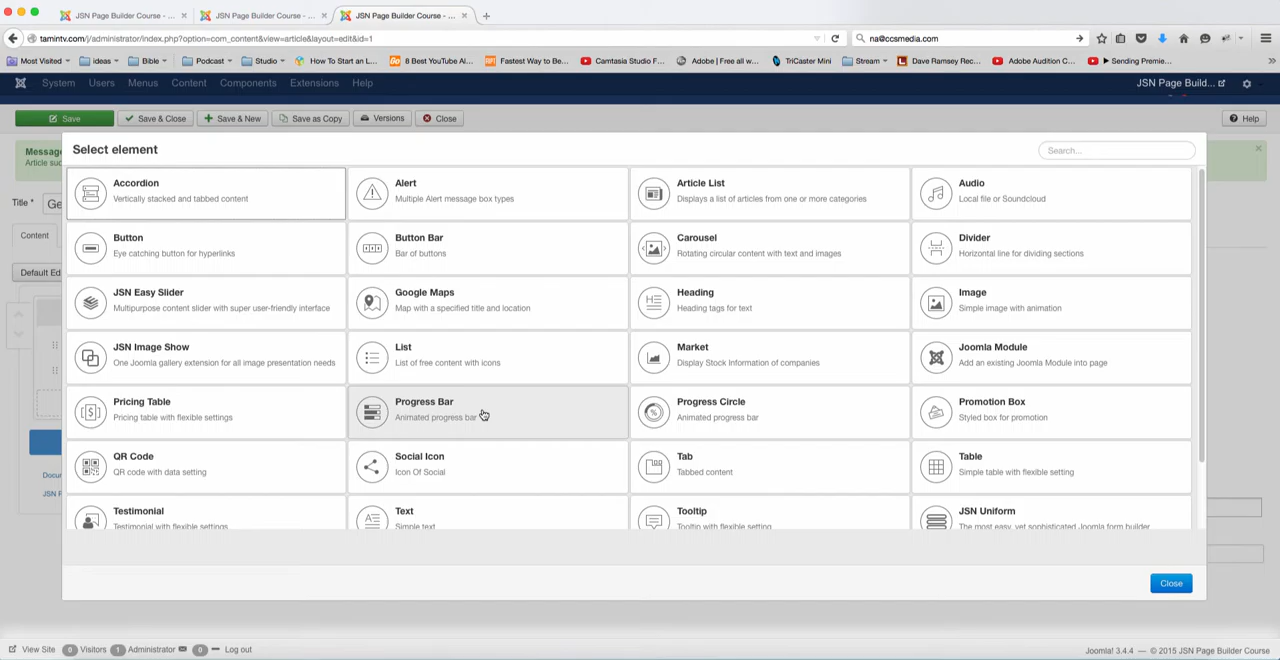 JSN Page Builder Course - ...
JSN Page Builder Course - ...
JSN Page Builder Course - ...
tamintv.com/j/administrator/index.php?option=com_content&view=article&layout=edit&id=1
na@ccsmedia.com
Most Visited
ideas
Bible
Podcast
Studio
How To Start an L...
8 Best YouTube Al...
Fastest Way to Be...
Camtasia Studio F...
Adobe | Free all w...
TriCaster Mini
Stream
Dave Ramsey Rec...
Adobe Audition C...
▶ Sending Premie...
System
Users
Menus
Content
Components
Extensions
Help
JSN Page Build...
Save
Save & Close
Save & New
Save as Copy
Versions
Close
Help
Messag
Article suc
Title *
Ge
Content
Default Ed
Docu
JSN P
Select element
Search...
Accordion
Vertically stacked and tabbed content
Alert
Multiple Alert message box types
Article List
Displays a list of articles from one or more categories
Audio
Local file or Soundcloud
Button
Eye catching button for hyperlinks
Button Bar
Bar of buttons
Carousel
Rotating circular content with text and images
Divider
Horizontal line for dividing sections
JSN Easy Slider
Multipurpose content slider with super user-friendly interface
Google Maps
Map with a specified title and location
Heading
Heading tags for text
Image
Simple image with animation
JSN Image Show
One Joomla gallery extension for all image presentation needs
List
List of free content with icons
Market
Display Stock Information of companies
Joomla Module
Add an existing Joomla Module into page
Pricing Table
Pricing table with flexible settings
Progress Bar
Animated progress bar
Progress Circle
Animated progress bar
Promotion Box
Styled box for promotion
QR Code
QR code with data setting
Social Icon
Icon Of Social
Tab
Tabbed content
Table
Simple table with flexible setting
Testimonial
Testimonial with flexible settings
Text
Simple text
Tooltip
Tooltip with flexible setting
JSN Uniform
The most easy, yet sophisticated Joomla form builder
Close
View Site
0 Visitors
1 Administrator
0
Log out
Joomla! 3.4.4 — © 2015 JSN Page Builder Course